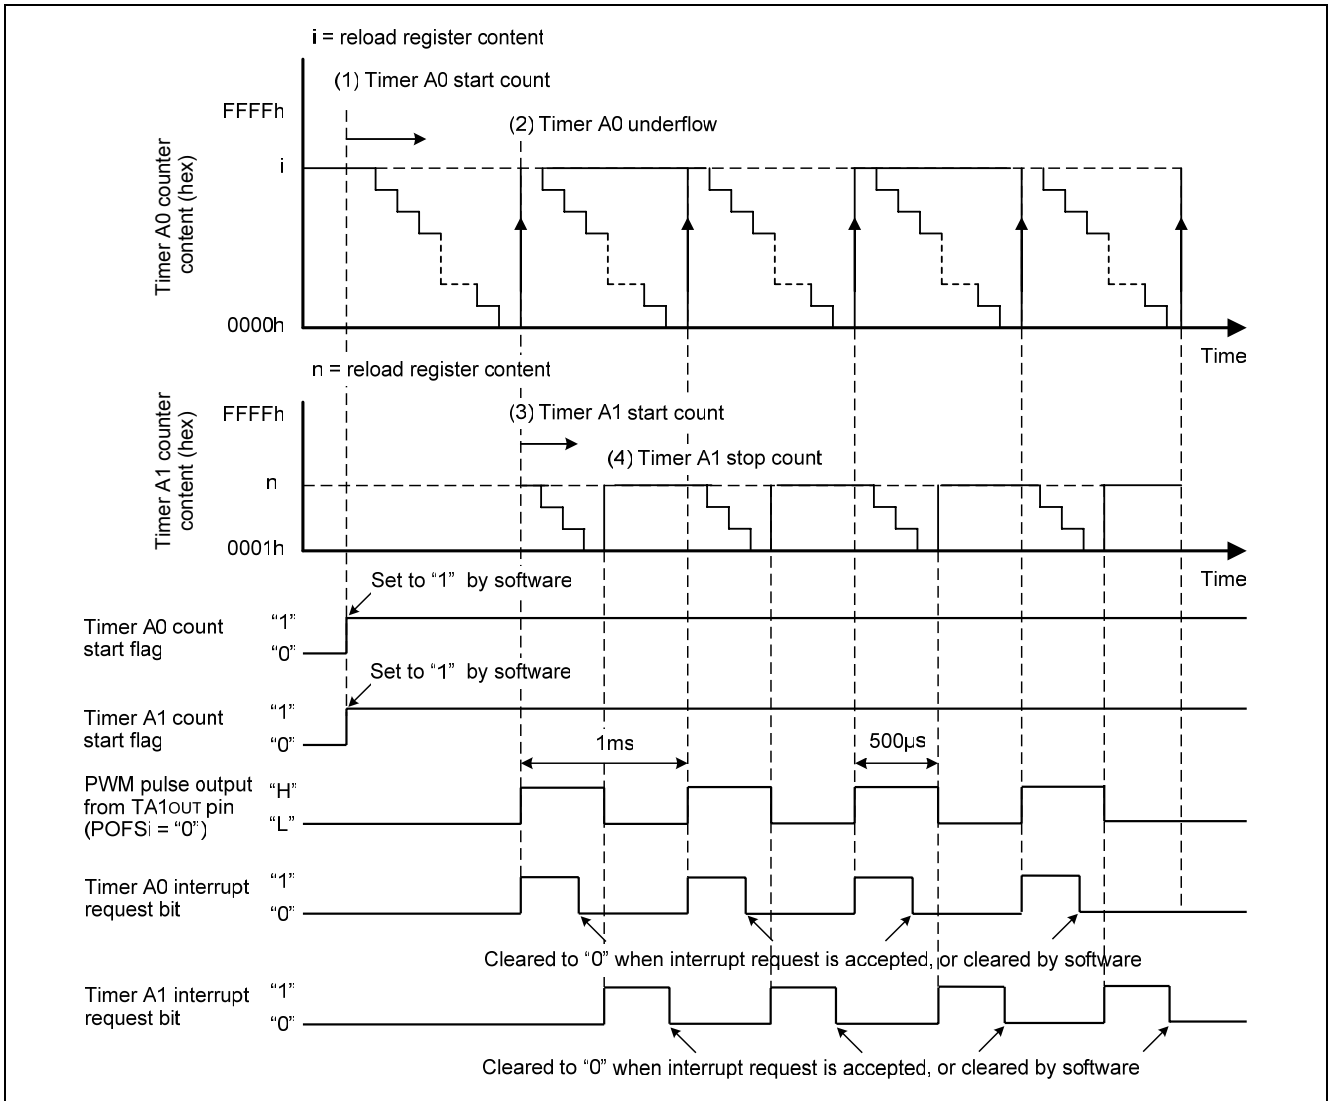 i = reload register content
(1) Timer A0 start count
FFFFh
(2) Timer A0 underflow
i
Timer A0 counter
content (hex)
0000h
Time
n = reload register content
FFFFh
(3) Timer A1 start count
(4) Timer A1 stop count
n
Timer A1 counter
content (hex)
0001h
Time
Set to “1” by software
Timer A0 count
start flag
“1”
“0”
Set to “1” by software
Timer A1 count
start flag
“1”
“0”
1ms
500µs
PWM pulse output
from TA1OUT pin
(POFSi = “0”)
“H”
“L”
Timer A0 interrupt
request bit
“1”
“0”
Cleared to “0” when interrupt request is accepted, or cleared by software
Timer A1 interrupt
request bit
“1”
“0”
Cleared to “0” when interrupt request is accepted, or cleared by software